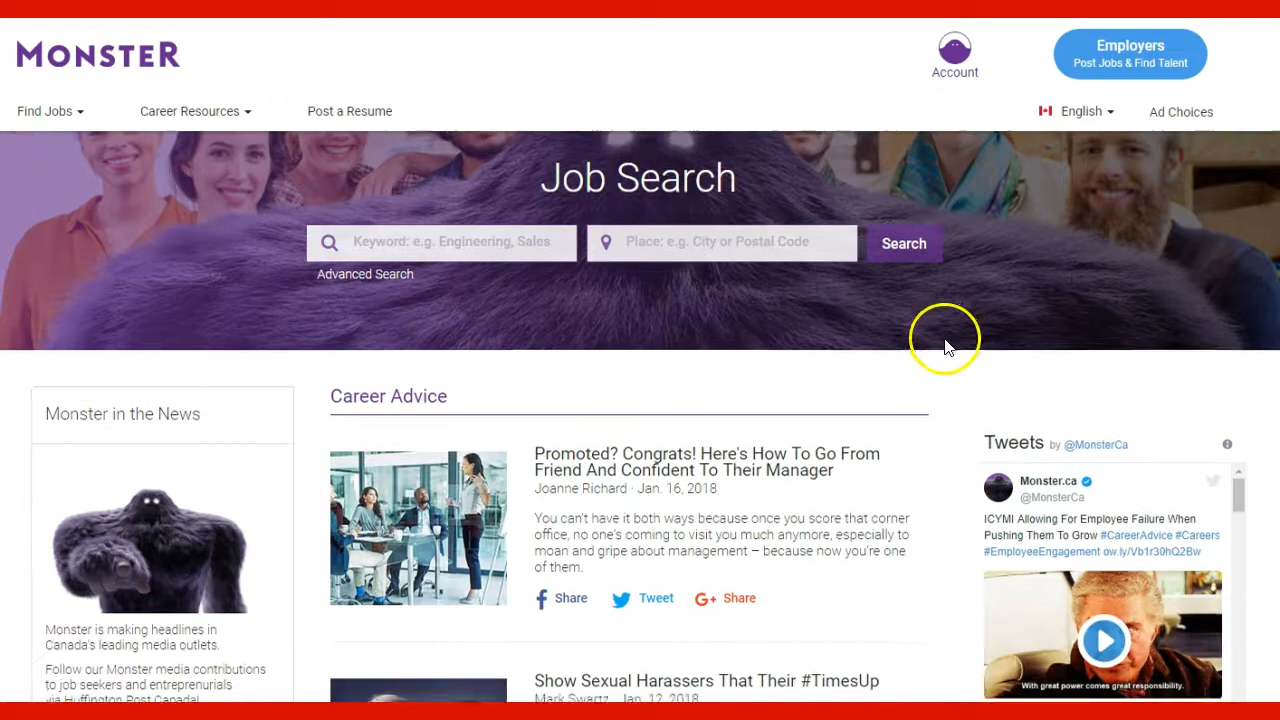 MONSTER
Account
Employers
Post Jobs & Find Talent
Find Jobs
Career Resources
Post a Resume
English
Ad Choices
Job Search
Keyword: e.g. Engineering, Sales
Place: e.g. City or Postal Code
Search
Advanced Search
Monster in the News
Monster is making headlines in
Canada's leading media outlets.
Follow our Monster media contributions
to job seekers and entreprenurials
via Huffington Post Canada!
Career Advice
Promoted? Congrats! Here's How To Go From
Friend And Confident To Their Manager
Joanne Richard · Jan. 16, 2018
You can't have it both ways because once you score that corner
office, no one's coming to visit you much anymore, especially to
moan and gripe about management – because now you're one
of them.
Share
Tweet
Share
Show Sexual Harassers That Their #TimesUp
Mark Swartz · Jan. 12, 2018
Tweets by @MonsterCa
Monster.ca
@MonsterCa
ICYMI Allowing For Employee Failure When
Pushing Them To Grow #CareerAdvice #Careers
#EmployeeEngagement ow.ly/Vb1r30hQ2Bw
With great power comes great responsibility.